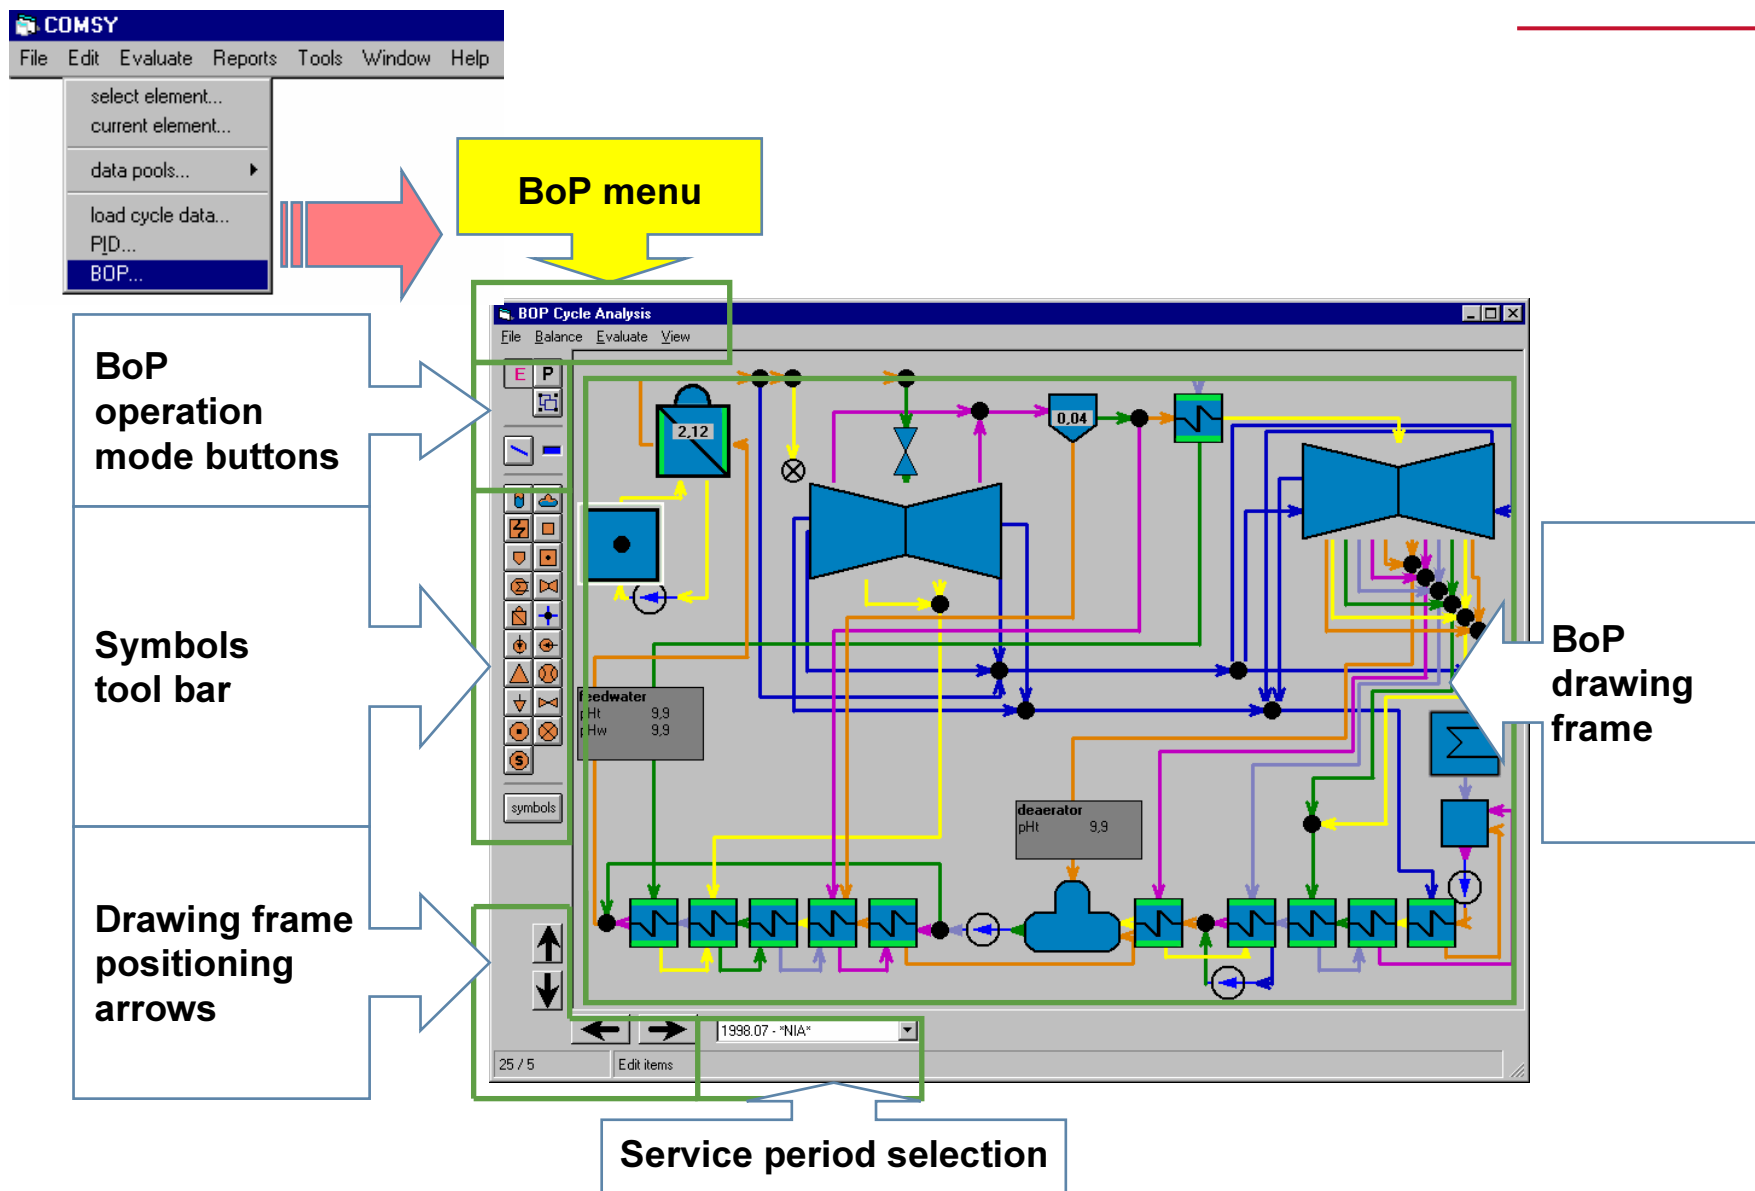 COMSY
File Edit Evaluate Reports Tools Window Help
select element...
current element...
data pools...
load cycle data...
PID...
BOP...
BoP menu
BoP
operation
mode buttons
Symbols
tool bar
Drawing frame
positioning
arrows
BOP Cycle Analysis
File Balance Evaluate View
E P
S
symbols
2,12
0,04
feedwater
pHt 9,9
pHw 9,9
deaerator
pHt 9,9
1998.07 - *NIA*
25 / 5 Edit items
BoP
drawing
frame
Service period selection